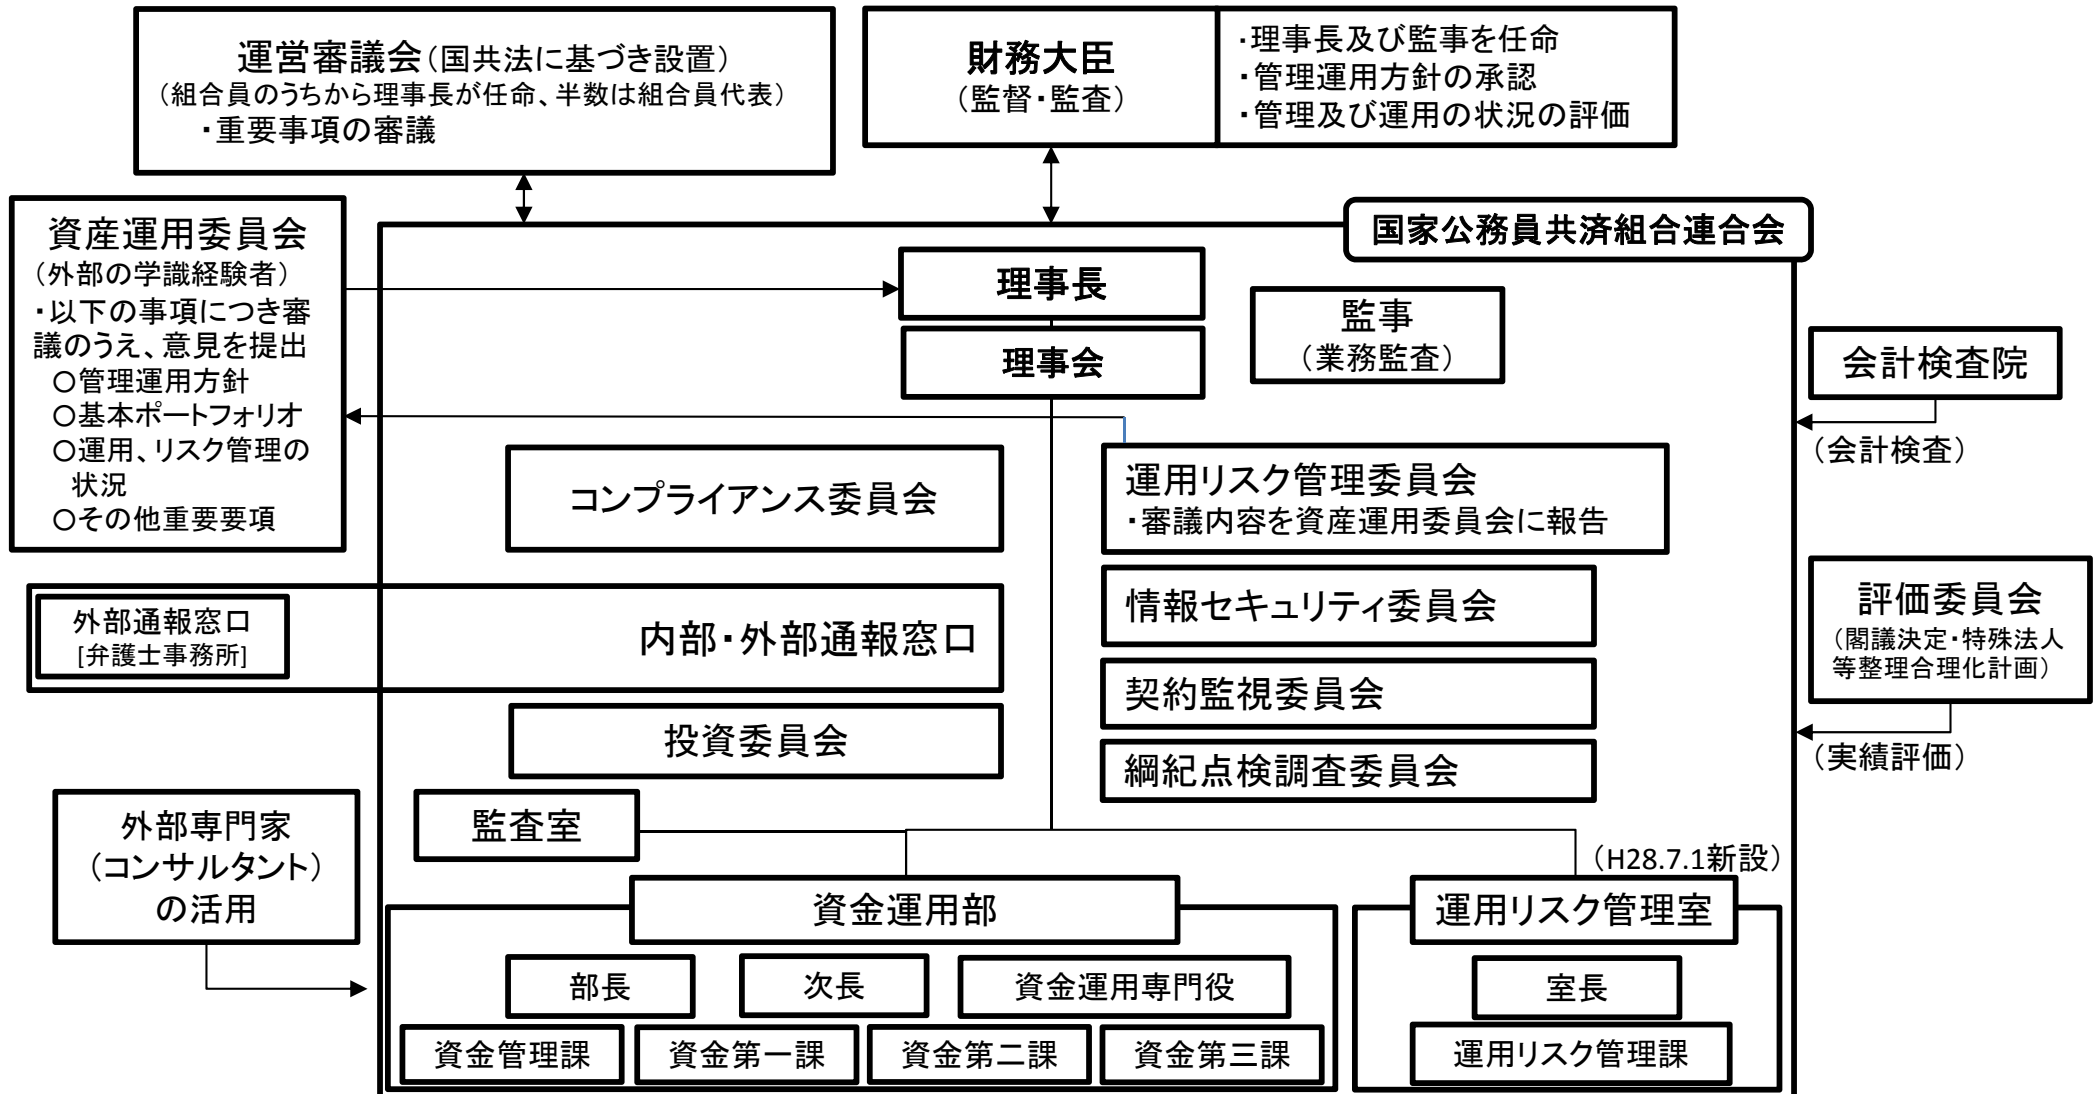 運営審議会(国共法に基づき設置)
(組合員のうちから理事長が任命、半数は組合員代表)
・重要事項の審議
財務大臣
(監督・監査)
・理事長及び監事を任命
・管理運用方針の承認
・管理及び運用の状況の評価
国家公務員共済組合連合会
資産運用委員会
(外部の学識経験者)
・以下の事項につき審
議のうえ、意見を提出
○管理運用方針
○基本ポートフォリオ
○運用、リスク管理の
状況
○その他重要要項
理事長
理事会
監事
(業務監査)
会計検査院
(会計検査)
コンプライアンス委員会
運用リスク管理委員会
・審議内容を資産運用委員会に報告
外部通報窓口
[弁護士事務所]
内部・外部通報窓口
情報セキュリティ委員会
評価委員会
(閣議決定・特殊法人
等整理合理化計画)
(実績評価)
契約監視委員会
投資委員会
綱紀点検調査委員会
監査室
外部専門家
(コンサルタント)
の活用
(H28.7.1新設)
資金運用部
運用リスク管理室
部長
次長
資金運用専門役
室長
資金管理課
資金第一課
資金第二課
資金第三課
運用リスク管理課